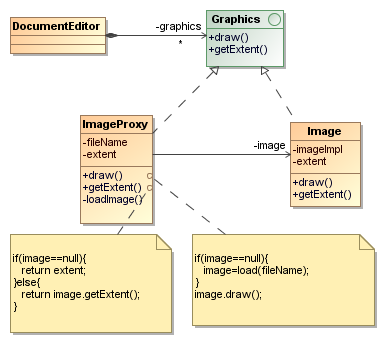 DocumentEditor
-graphics
*
Graphics
+draw()
+getExtent()
ImageProxy
-fileName
-extent
+draw()
+getExtent()
-loadImage()
-image
Image
-imageImpl
-extent
+draw()
+getExtent()
if(image==null){
return extent;
}else{
return image.getExtent();
}
if(image==null){
image=load(fileName);
}
image.draw();